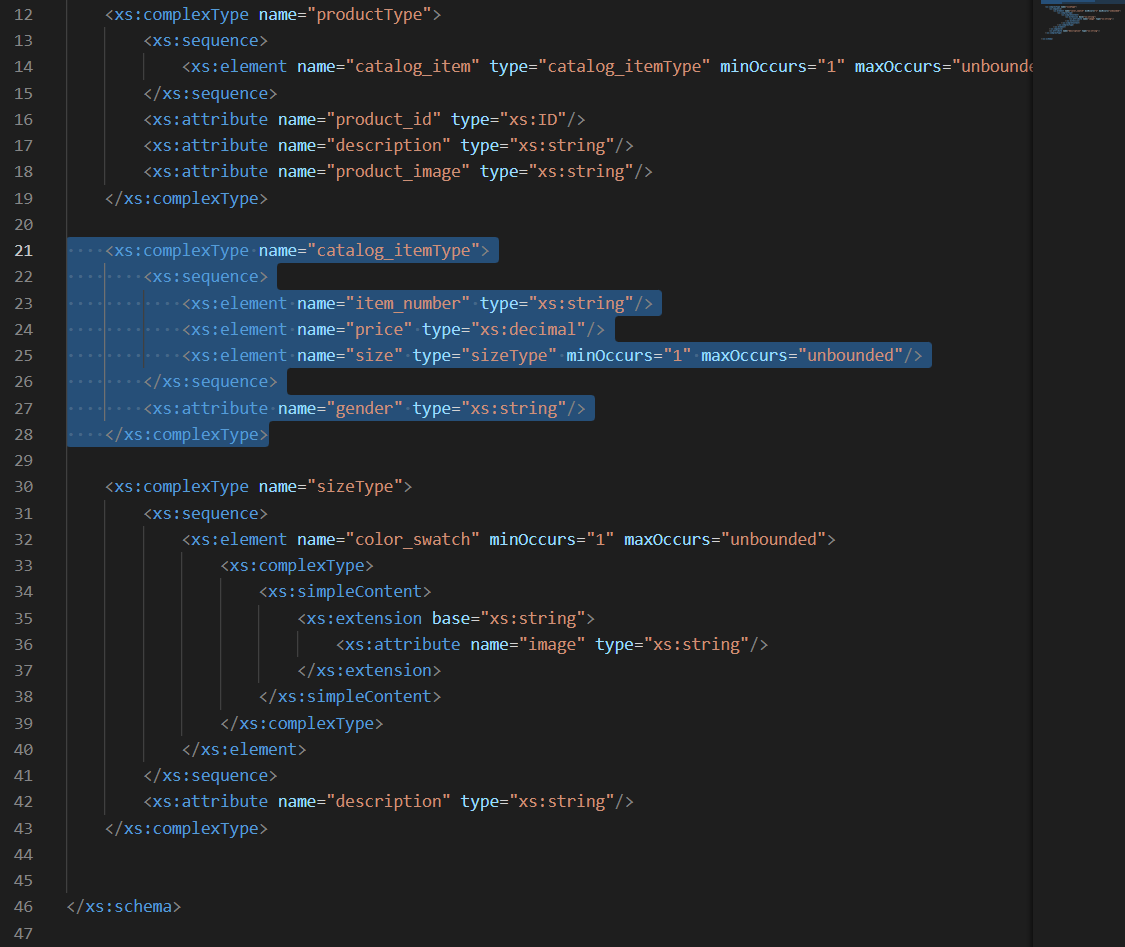 12 <xs:complexType name="productType">
13 <xs:sequence>
14 <xs:element name="catalog_item" type="catalog_itemType" minOccurs="1" maxOccurs="unbounde
15 </xs:sequence>
16 <xs:attribute name="product_id" type="xs:ID"/>
17 <xs:attribute name="description" type="xs:string"/>
18 <xs:attribute name="product_image" type="xs:string"/>
19 </xs:complexType>
20
21 <xs:complexType name="catalog_itemType">
22 <xs:sequence>
23 <xs:element name="item_number" type="xs:string"/>
24 <xs:element name="price" type="xs:decimal"/>
25 <xs:element name="size" type="sizeType" minOccurs="1" maxOccurs="unbounded"/>
26 </xs:sequence>
27 <xs:attribute name="gender" type="xs:string"/>
28 </xs:complexType>
29
30 <xs:complexType name="sizeType">
31 <xs:sequence>
32 <xs:element name="color_swatch" minOccurs="1" maxOccurs="unbounded">
33 <xs:complexType>
34 <xs:simpleContent>
35 <xs:extension base="xs:string">
36 <xs:attribute name="image" type="xs:string"/>
37 </xs:extension>
38 </xs:simpleContent>
39 </xs:complexType>
40 </xs:element>
41 </xs:sequence>
42 <xs:attribute name="description" type="xs:string"/>
43 </xs:complexType>
44
45
46 </xs:schema>
47